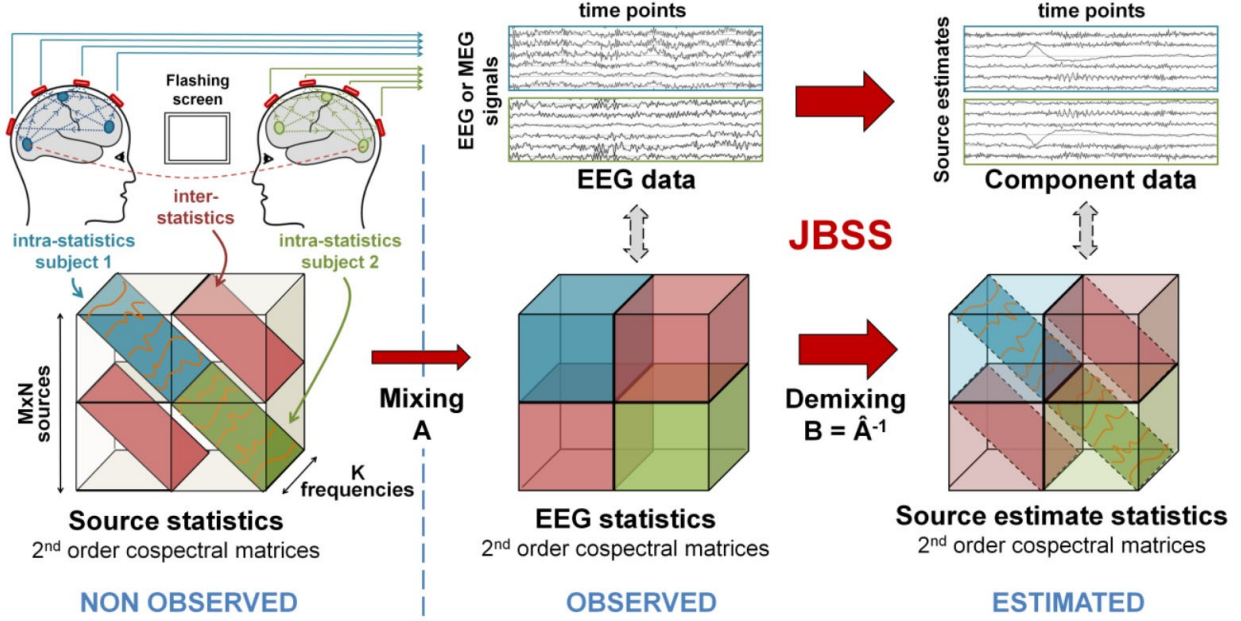 Flashing
screen
inter-
statistics
intra-statistics
subject 1
intra-statistics
subject 2
MxN
sources
K
frequencies
Source statistics
2nd order cospectral matrices
NON OBSERVED
Mixing
A
time points
EEG or MEG
signals
EEG data
EEG statistics
2nd order cospectral matrices
OBSERVED
JBSS
Demixing
B = Â-1
time points
Source estimates
Component data
Source estimate statistics
2nd order cospectral matrices
ESTIMATED